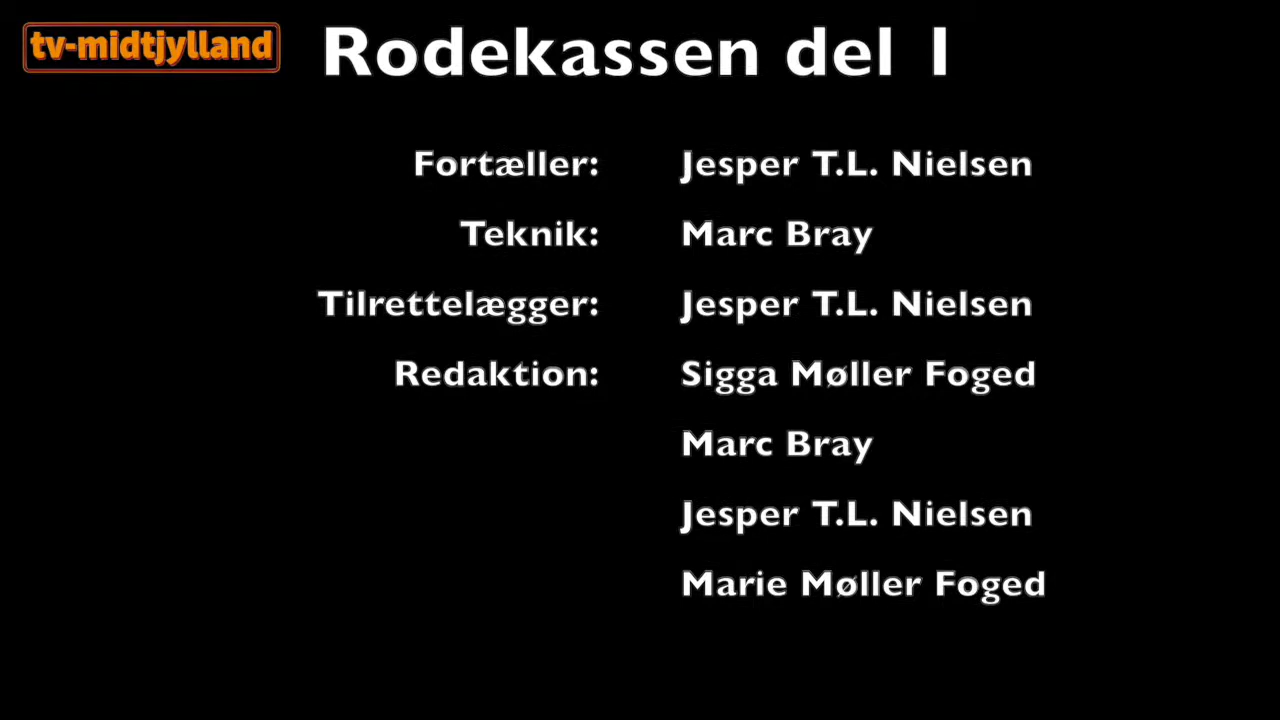 tv-midtjylland
Rodekassen del 1
Fortæller: Jesper T.L. Nielsen
Teknik: Marc Bray
Tilrettelægger: Jesper T.L. Nielsen
Redaktion: Sigga Møller Foged
Marc Bray
Jesper T.L. Nielsen
Marie Møller Foged